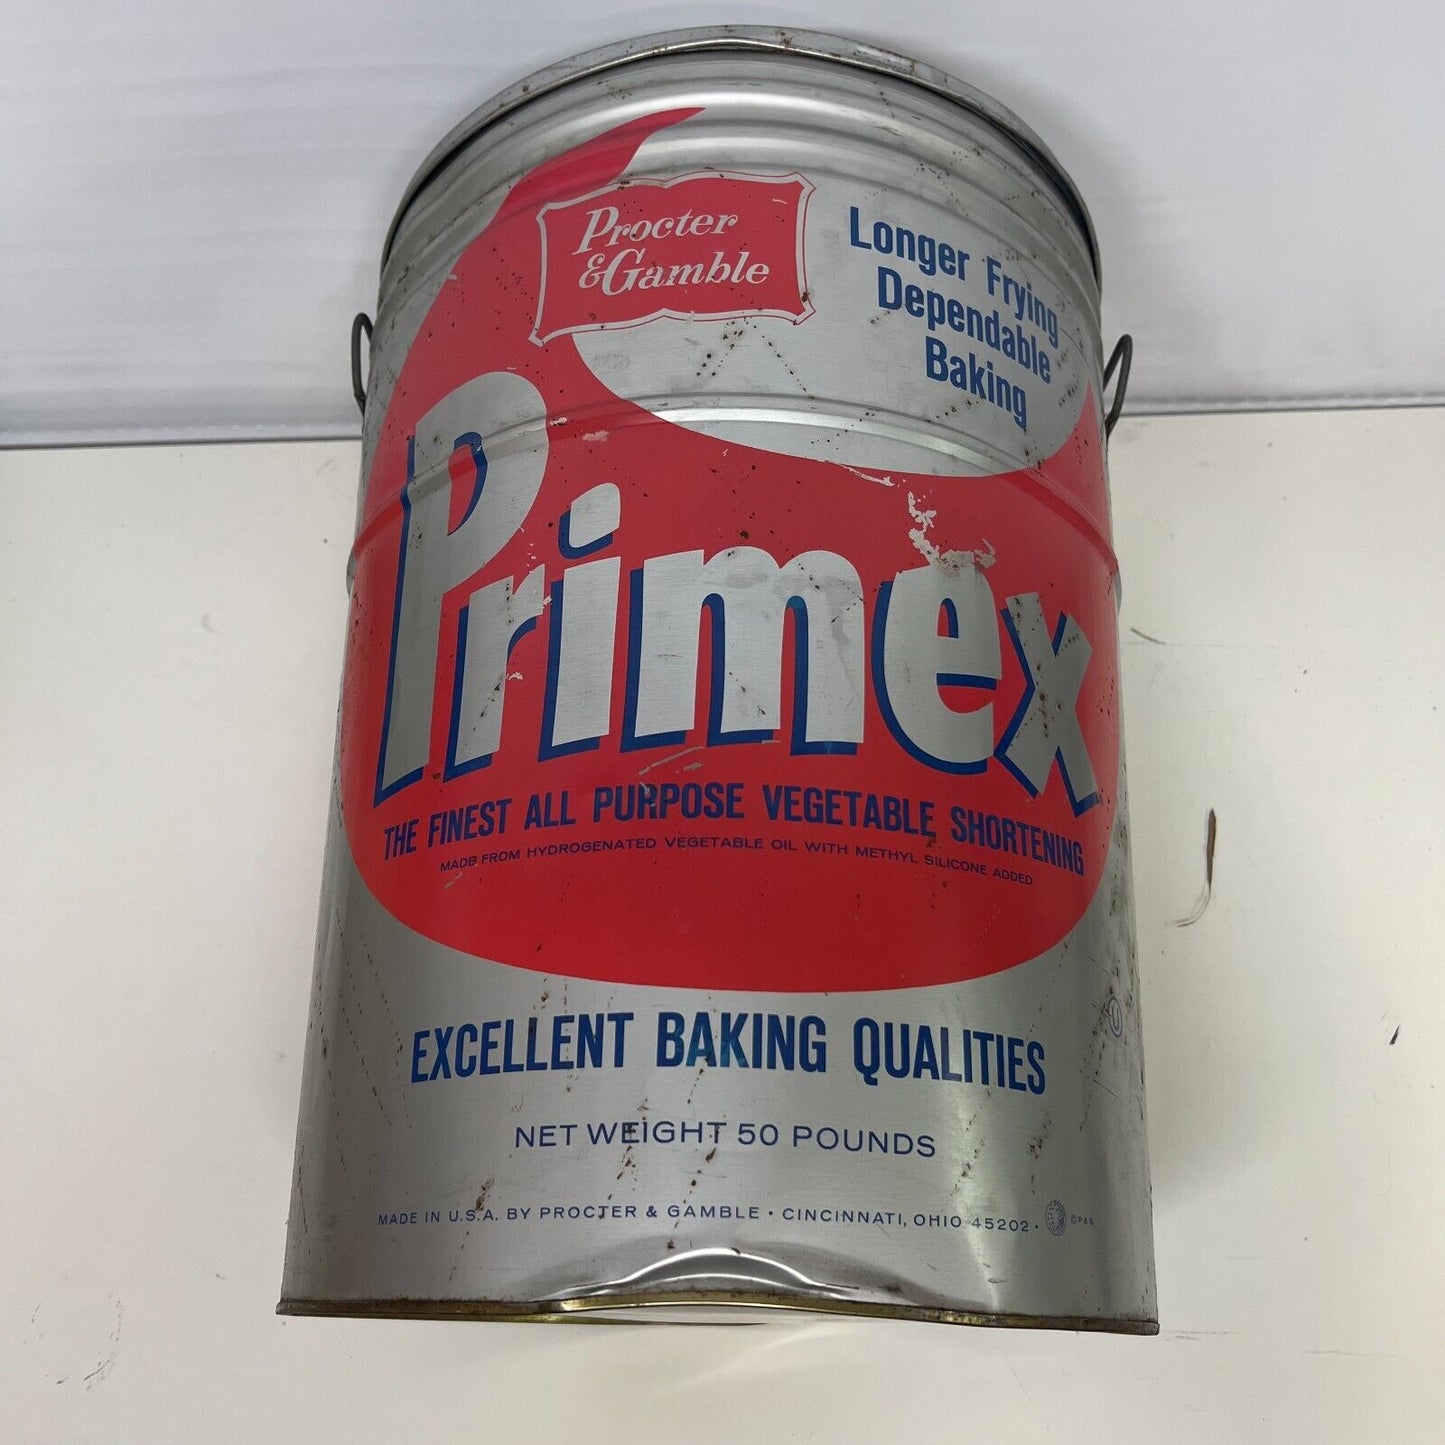 Procter
& Gamble
Longer Frying
Dependable
Baking
Primex
THE FINEST ALL PURPOSE VEGETABLE SHORTENING
MADE FROM HYDROGENATED VEGETABLE OIL WITH METHYL SILICONE ADDED
EXCELLENT BAKING QUALITIES
U
NET WEIGHT 50 POUNDS
MADE IN U.S.A. BY PROCTER & GAMBLE • CINCINNATI, OHIO 45202 •